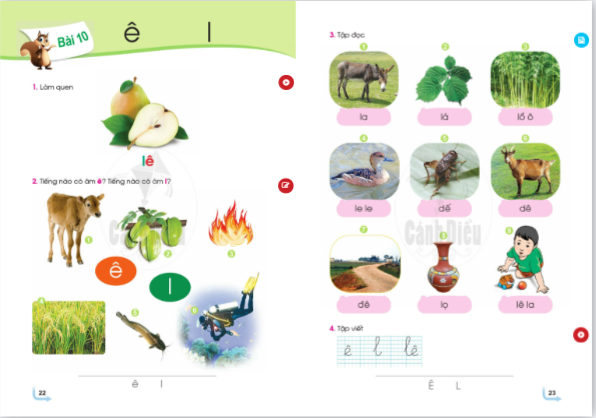 Bài 10
ê l
1. Làm quen
lê
2. Tiếng nào có âm ê? Tiếng nào có âm l?
1
2
3
ê
l
4
5
6
ê l
22
3. Tập đọc
1
2
3
la
lá
lồ ô
4
5
6
le le
dế
dê
7
8
9
đê
lọ
lê la
4. Tập viết
ê l lê
Ê L
23
Cánh Diều
Cánh Diều